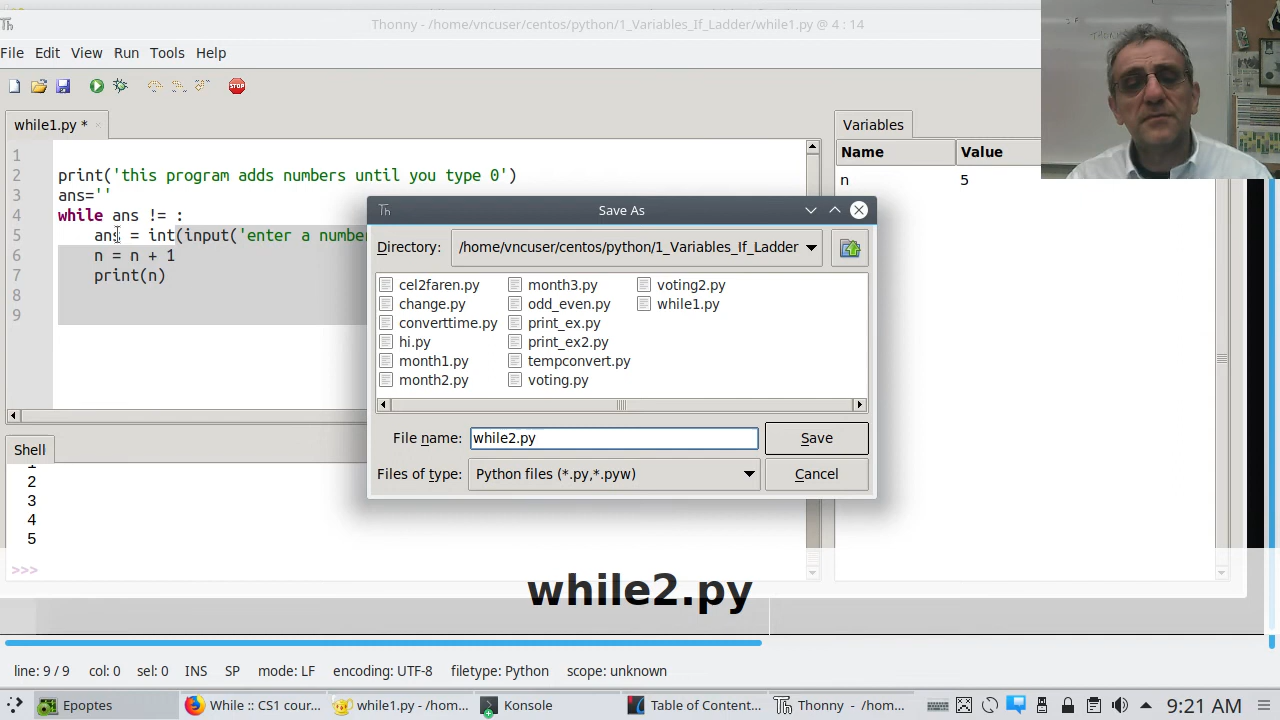 Thonny - /home/vncuser/centos/python/1_Variables_If_Ladder/while1.py @ 4 : 14
File Edit View Run Tools Help
STOP
while1.py *
1
2 print('this program adds numbers until you type 0')
3 ans=''
4 while ans != :
5 ans = int(input('enter a number
6 n = n + 1
7 print(n)
8
9
Variables
Name Value
n 5
Save As
Directory: /home/vncuser/centos/python/1_Variables_If_Ladder
cel2faren.py month3.py voting2.py
change.py odd_even.py while1.py
converttime.py print_ex.py
hi.py print_ex2.py
month1.py tempconvert.py
month2.py voting.py
File name: while2.py Save
Files of type: Python files (*.py,*.pyw) Cancel
Shell
2
3
4
5
>>>
while2.py
line: 9 / 9 col: 0 sel: 0 INS SP mode: LF encoding: UTF-8 filetype: Python scope: unknown
Epoptes While :: CS1 cour... while1.py - /hom... Konsole Table of Content... Thonny - /hom... 9:21 AM